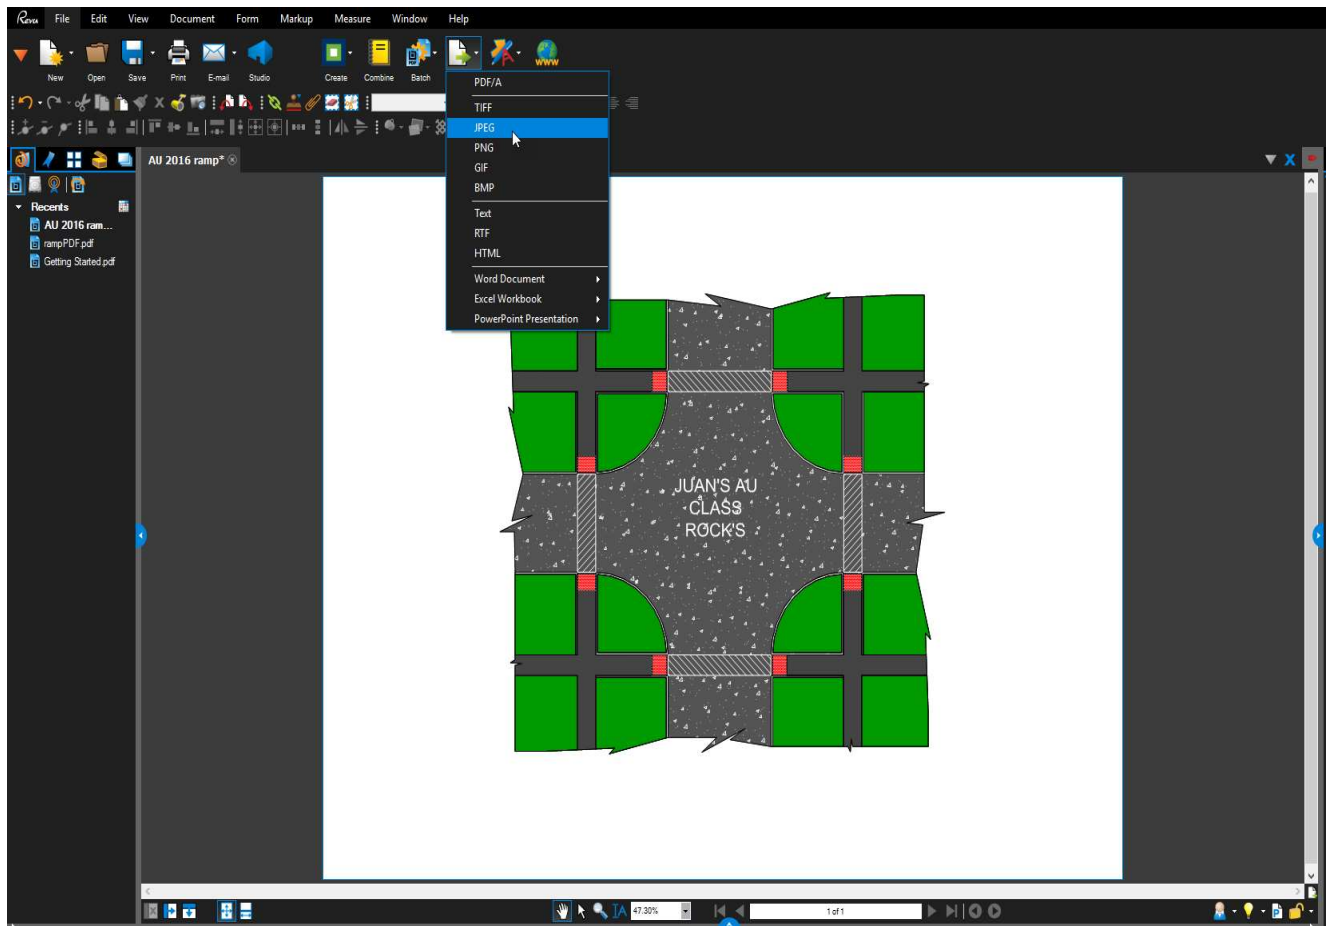 Revu File Edit View Document Form Markup Measure Window Help
New Open Save Print E-mail Studio Create Combine Batch
WWW
PDF/A
TIFF
JPEG
PNG
GIF
BMP
Text
RTF
HTML
Word Document
Excel Workbook
PowerPoint Presentation
AU 2016 ramp*
Recents
AU 2016 ram...
rampPDF.pdf
Getting Started.pdf
JUAN'S AU
CLASS
ROCK'S
47.30%
1 of 1